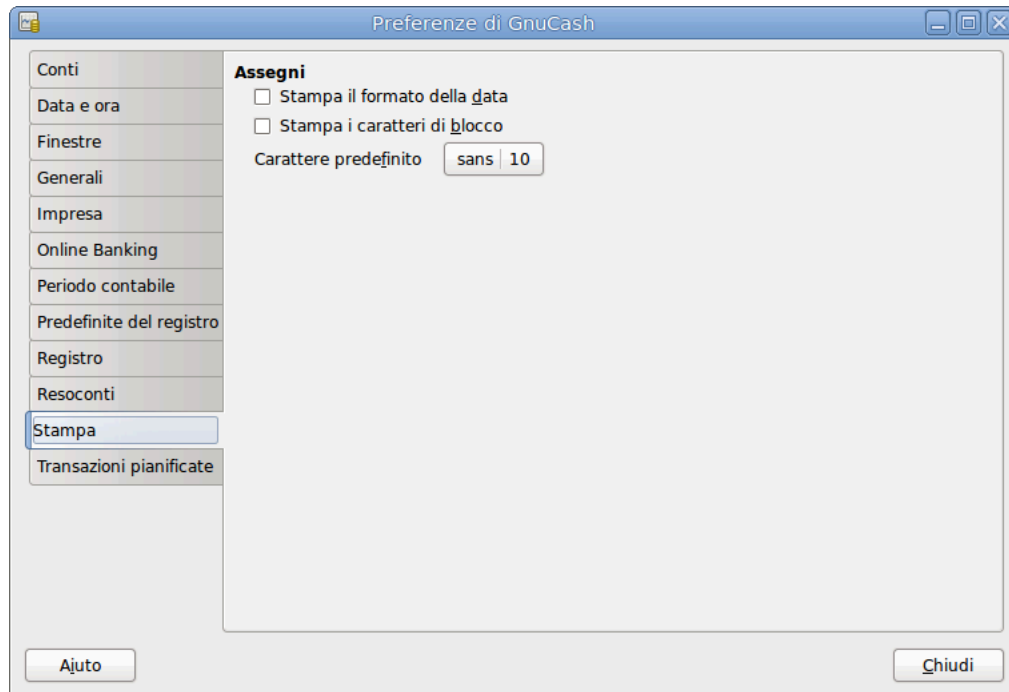 Preferenze di GnuCash
Conti
Data e ora
Finestre
Generali
Impresa
Online Banking
Periodo contabile
Predefinite del registro
Registro
Resoconti
Stampa
Transazioni pianificate
Assegni
Stampa il formato della data
Stampa i caratteri di blocco
Carattere predefinito sans 10
Aiuto Chiudi